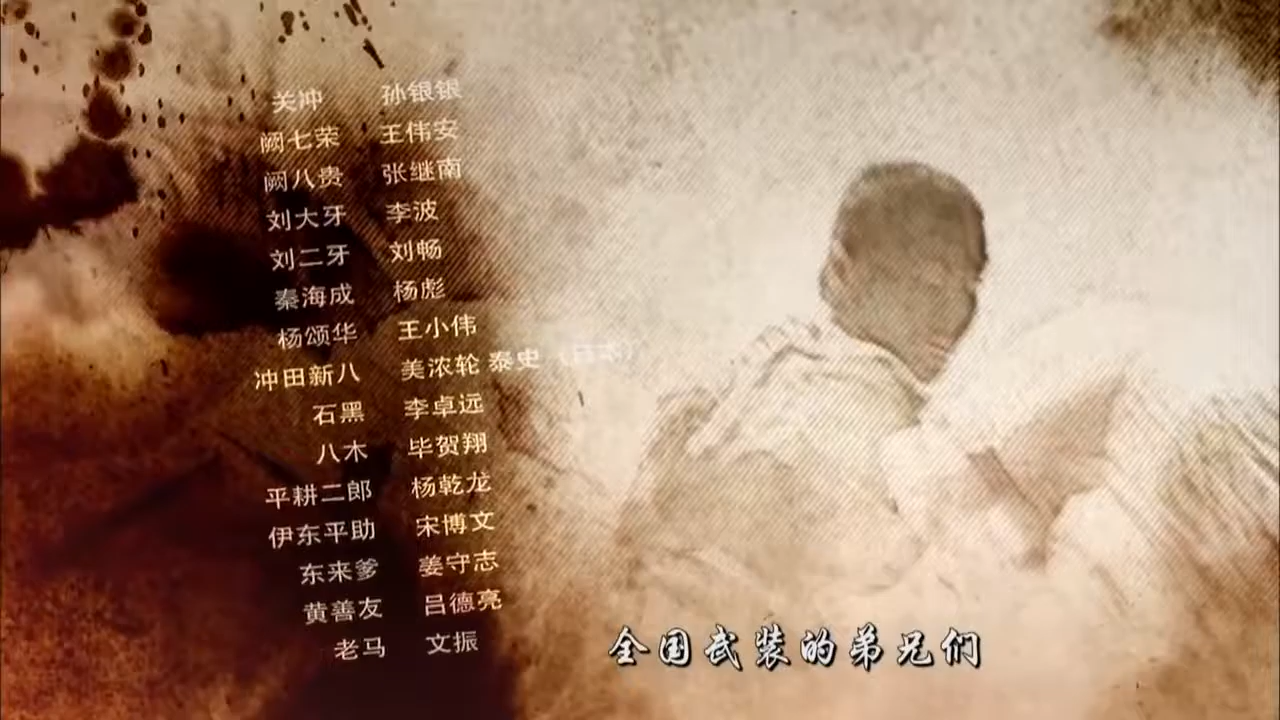 关冲 孙银银
阙七荣 王伟安
阙八贵 张继南
刘大牙 李波
刘二牙 刘畅
秦海成 杨彪
杨颂华 王小伟
冲田新八 美浓轮 泰史（日本）
石黑 李卓远
八木 毕贺翔
平耕二郎 杨乾龙
伊东平助 宋博文
东来爹 姜守志
黄善友 吕德亮
老马 文振
全国武装的弟兄们